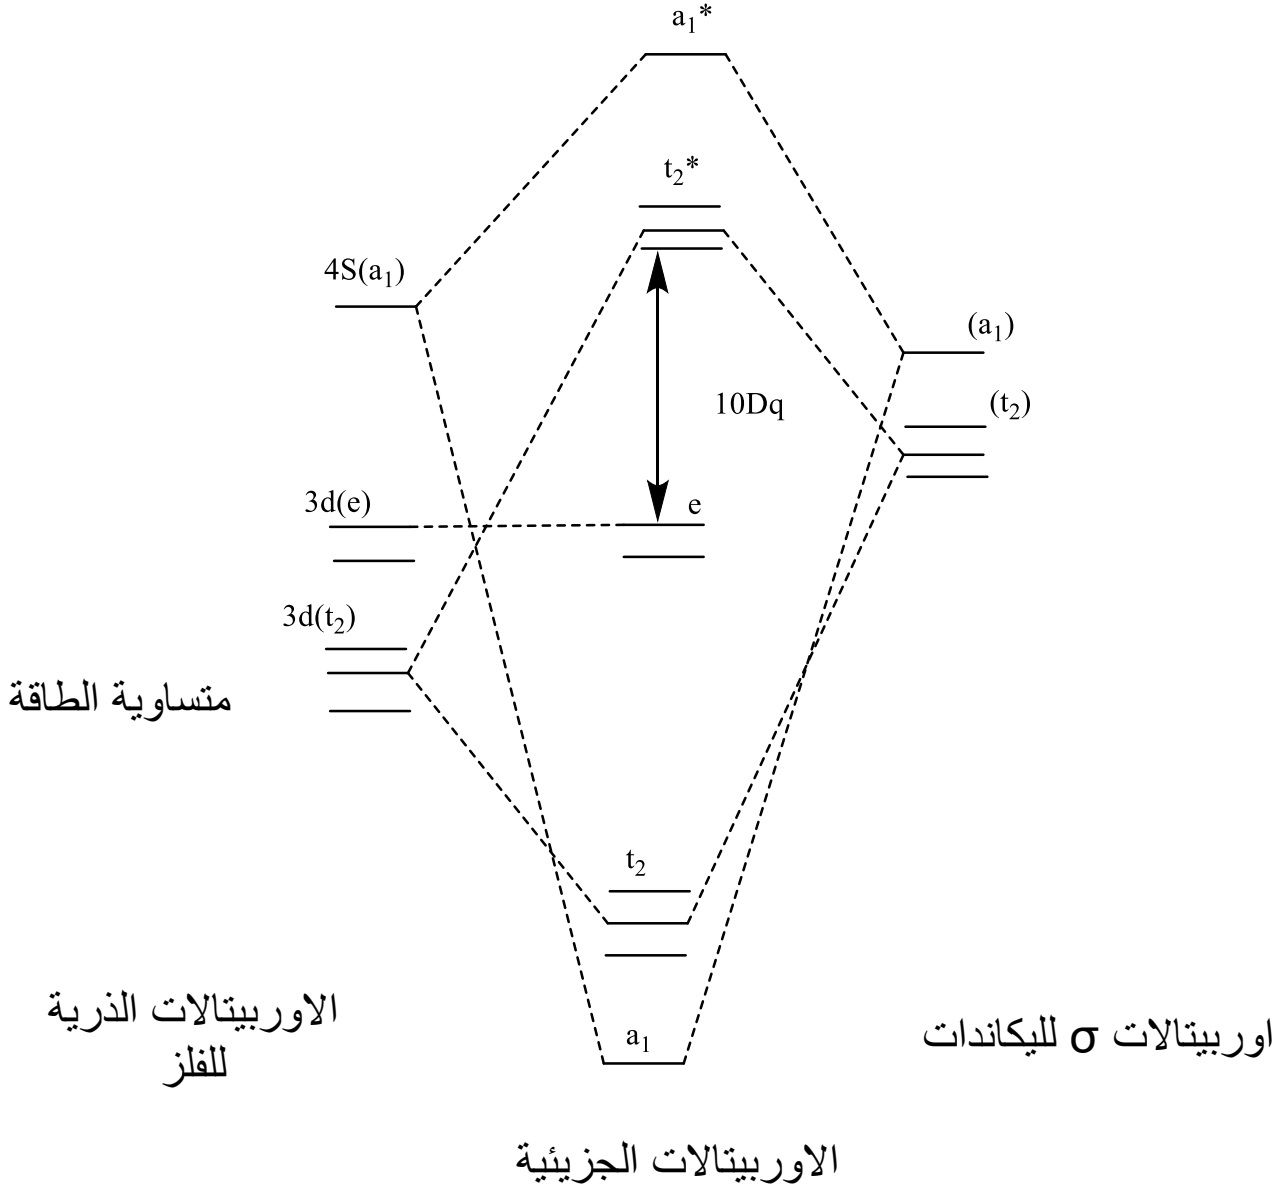 a₁*
t₂*
4S(a₁)
(a₁)
(t₂)
10Dq
3d(e)
e
3d(t₂)
متساوية الطاقة
t₂
a₁
الاوربيتالات الذرية
للفلز
اوربيتالات σ لليكاندات
الاوربيتالات الجزيئية